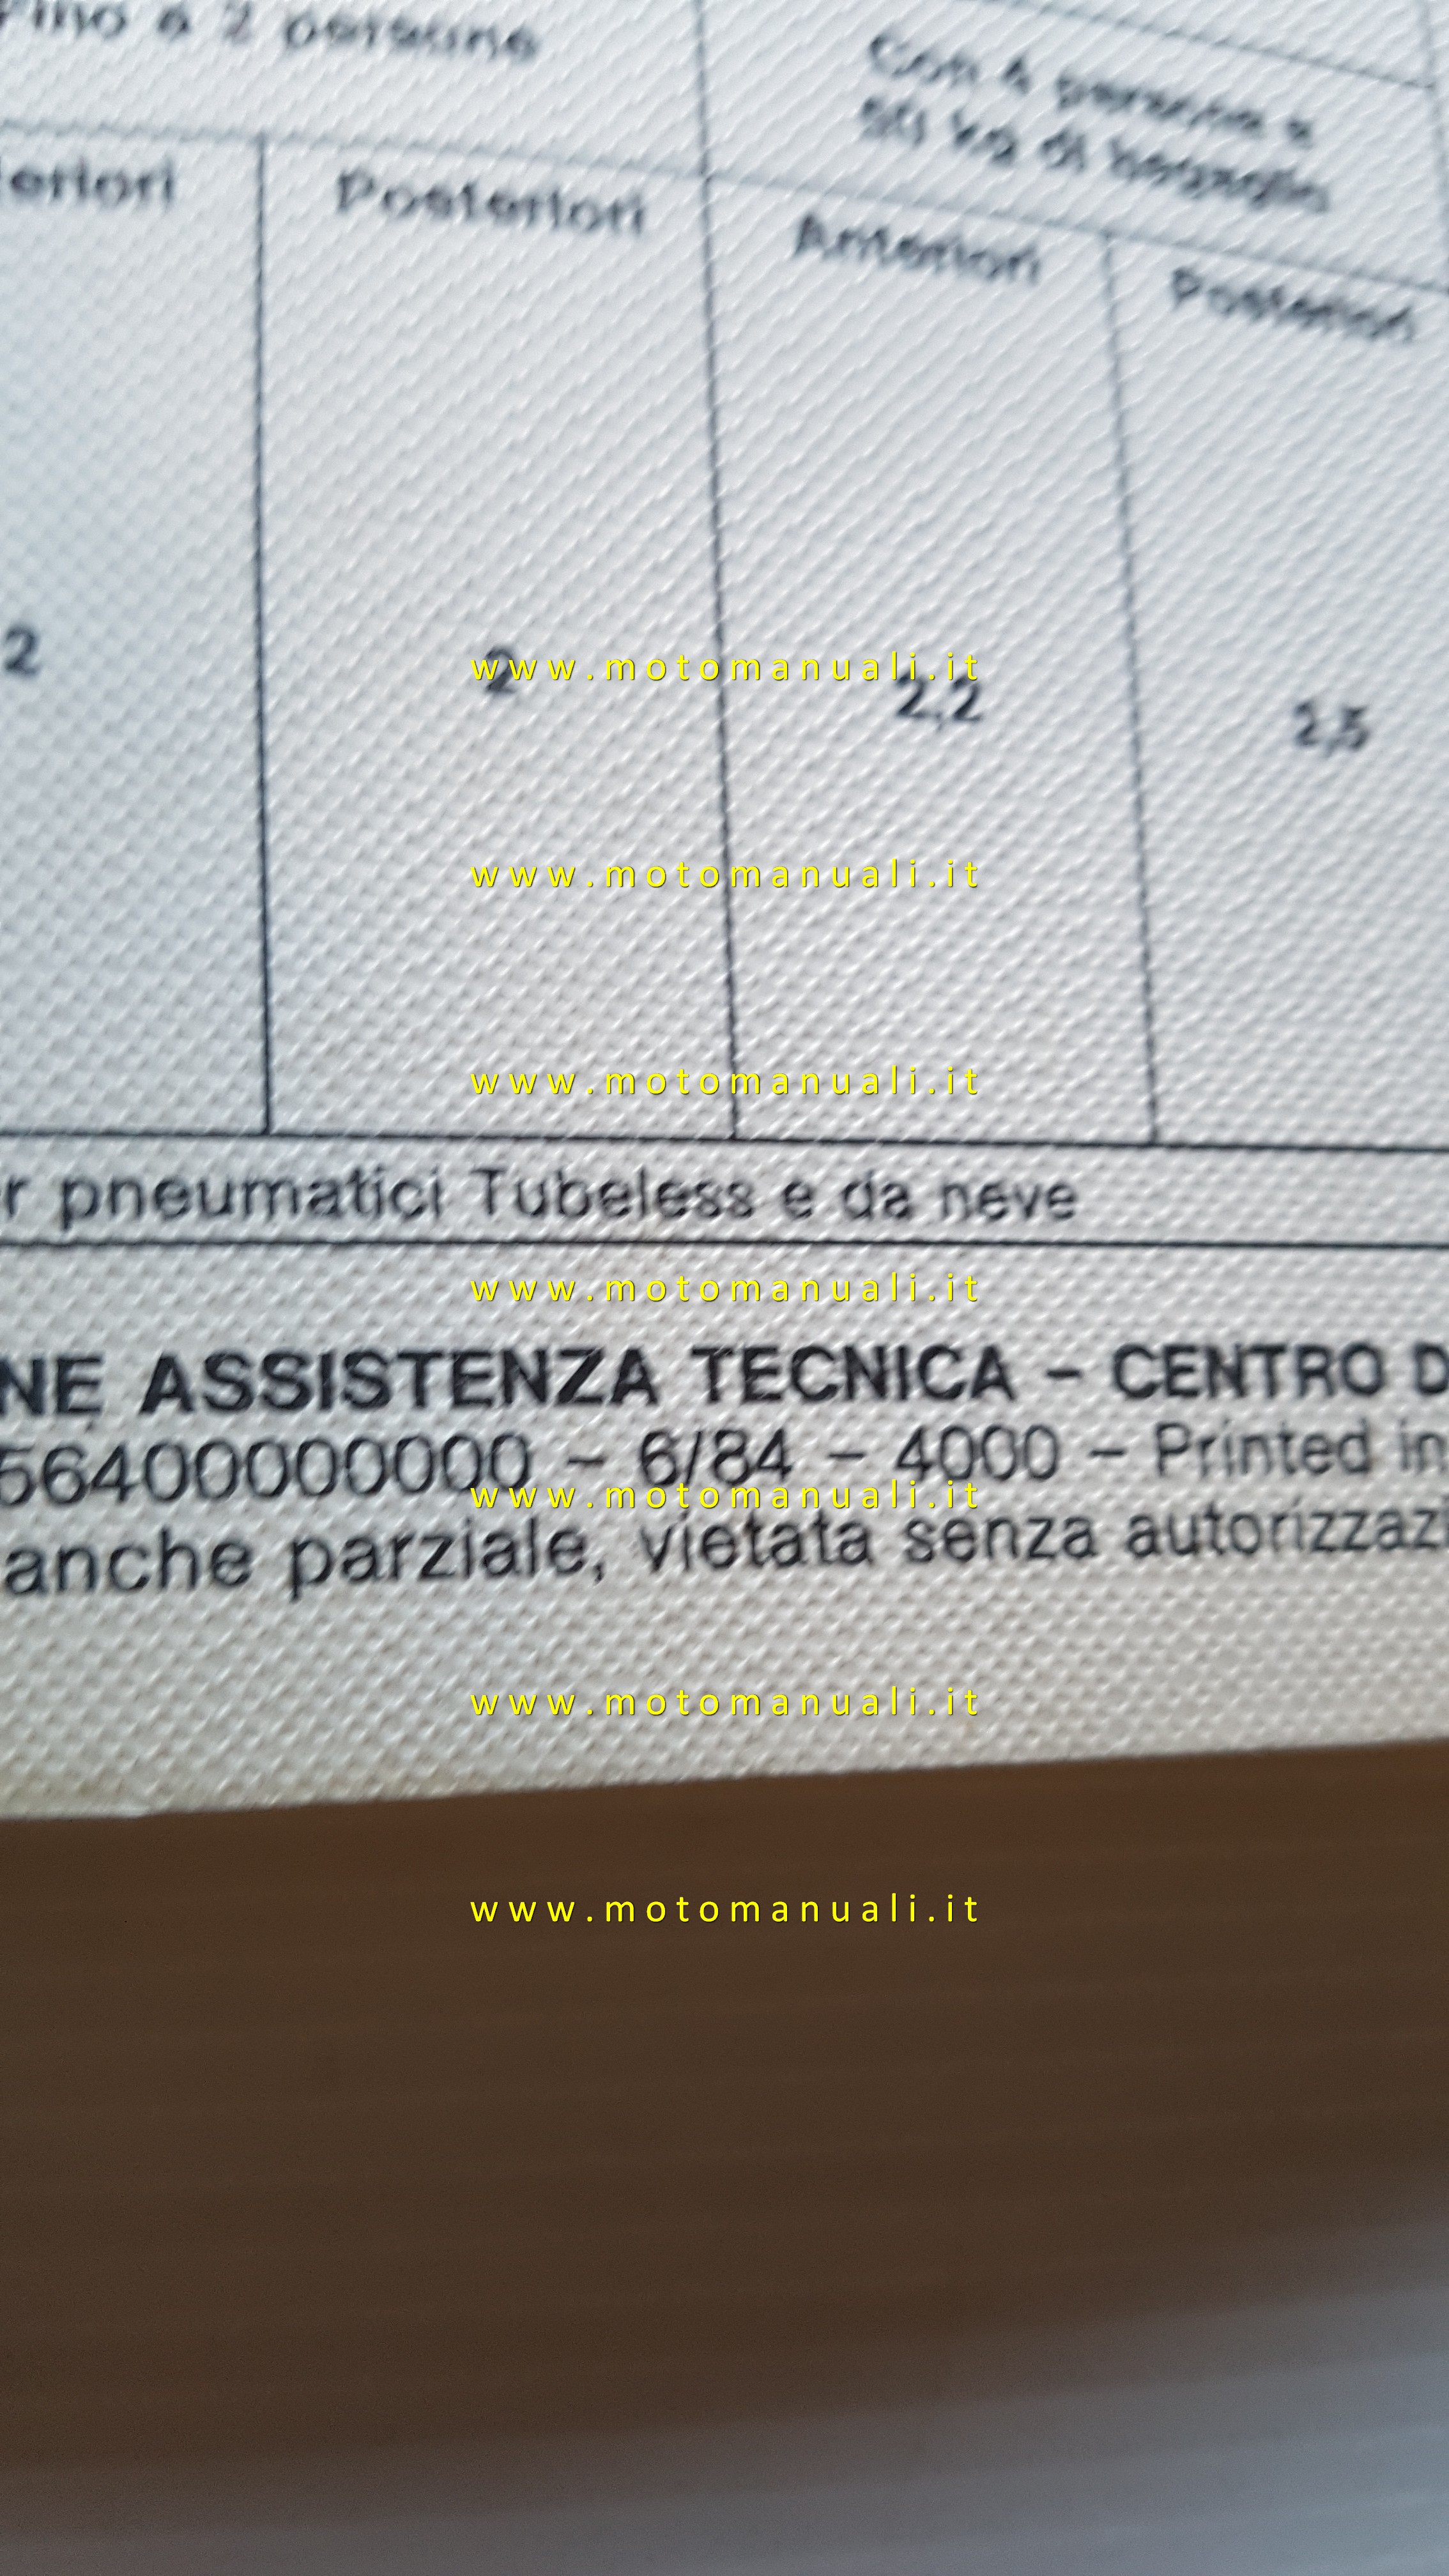 Fino a 2 persone
Con 4 persone e
50 kg di bagaglio
eriori Posteriori Anteriori Posteriori
2 2 2,2 2,5
www.motomanuali.it
www.motomanuali.it
www.motomanuali.it
r pneumatici Tubeless e da neve
www.motomanuali.it
NE ASSISTENZA TECNICA – CENTRO D
56400000000 – 6/84 – 4000 – Printed in
www.motomanuali.it
anche parziale, vietata senza autorizzazi
www.motomanuali.it
www.motomanuali.it